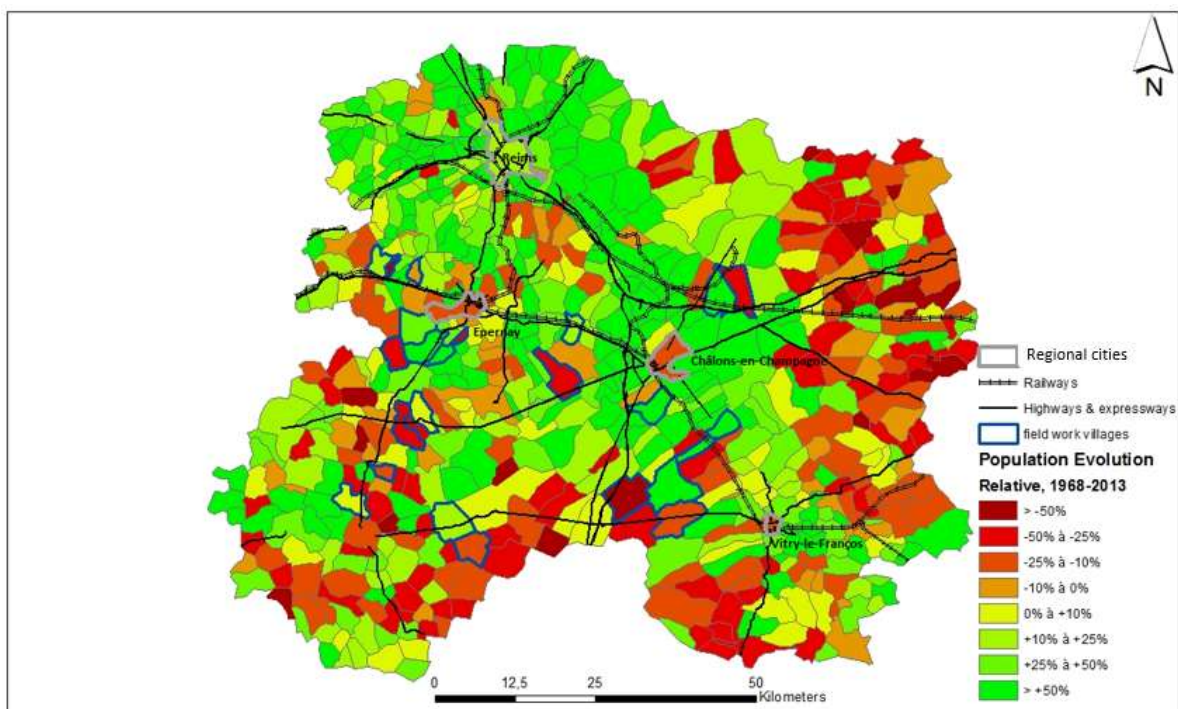 N
Reims
Epernay
Châlons-en-Champagne
Vitry-le-Franços
Regional cities
Railways
Highways & expressways
field work villages
Population Evolution
Relative, 1968-2013
> -50%
-50% à -25%
-25% à -10%
-10% à 0%
0% à +10%
+10% à +25%
+25% à +50%
> +50%
0 12,5 25 50
Kilometers